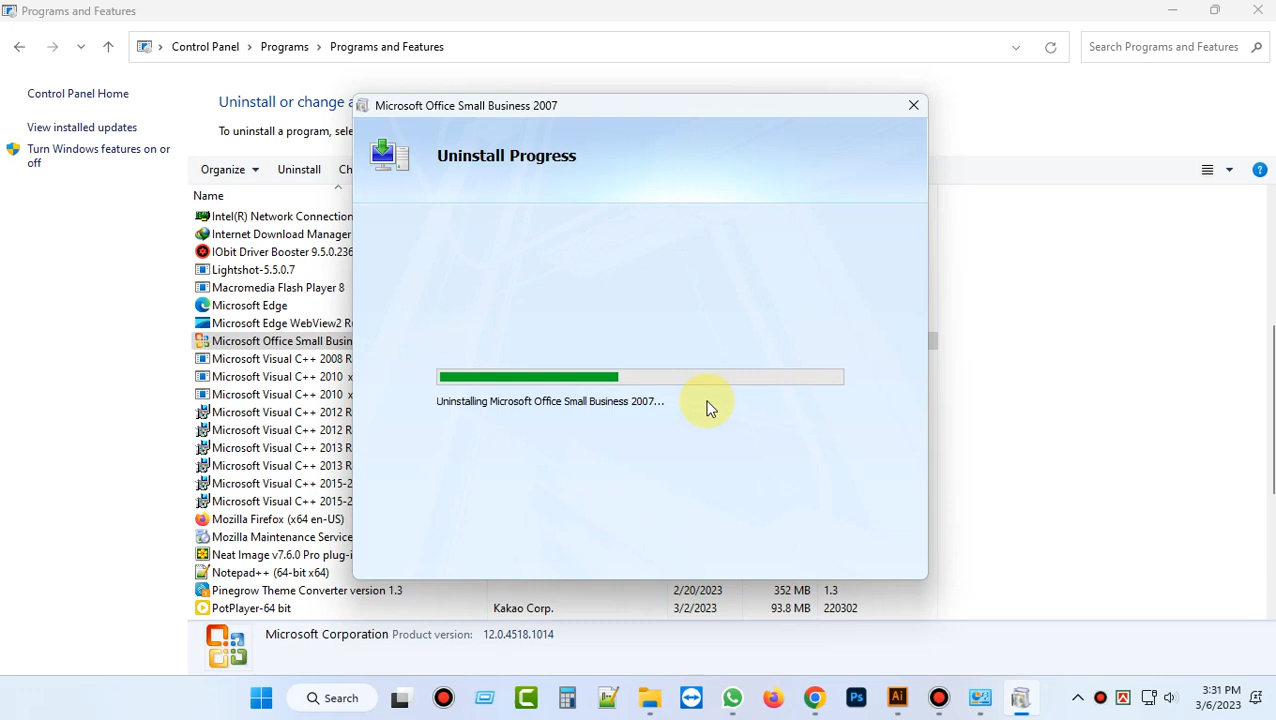 Programs and Features
Control Panel > Programs > Programs and Features
Search Programs and Features
Control Panel Home
View installed updates
Turn Windows features on or
off
Uninstall or change a
To uninstall a program, sele
Organize Uninstall Ch
Name
Intel(R) Network Connection
Internet Download Manager
IObit Driver Booster 9.5.0.236
Lightshot-5.5.0.7
Macromedia Flash Player 8
Microsoft Edge
Microsoft Edge WebView2 Ru
Microsoft Office Small Busin
Microsoft Visual C++ 2008 R
Microsoft Visual C++ 2010 x
Microsoft Visual C++ 2010 x
Microsoft Visual C++ 2012 R
Microsoft Visual C++ 2012 R
Microsoft Visual C++ 2013 R
Microsoft Visual C++ 2013 R
Microsoft Visual C++ 2015-2
Microsoft Visual C++ 2015-2
Mozilla Firefox (x64 en-US)
Mozilla Maintenance Service
Neat Image v7.6.0 Pro plug-i
Notepad++ (64-bit x64)
Pinegrow Theme Converter version 1.3 2/20/2023 352 MB 1.3
PotPlayer-64 bit Kakao Corp. 3/2/2023 93.8 MB 220302
Microsoft Office Small Business 2007
Uninstall Progress
Uninstalling Microsoft Office Small Business 2007...
Microsoft Corporation Product version: 12.0.4518.1014
Search
Ps
Ai
3:31 PM
3/6/2023